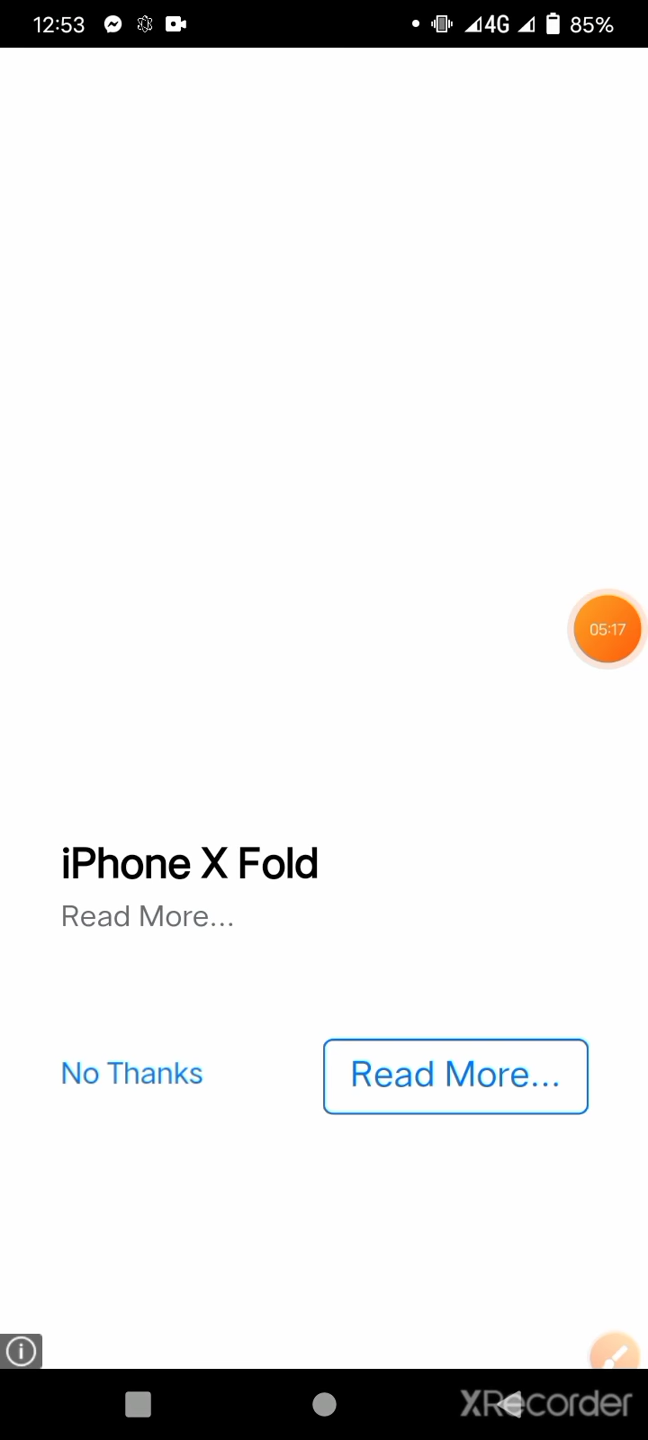 12:53 4G 85%
05:17
iPhone X Fold
Read More...
No Thanks Read More...
XRecorder